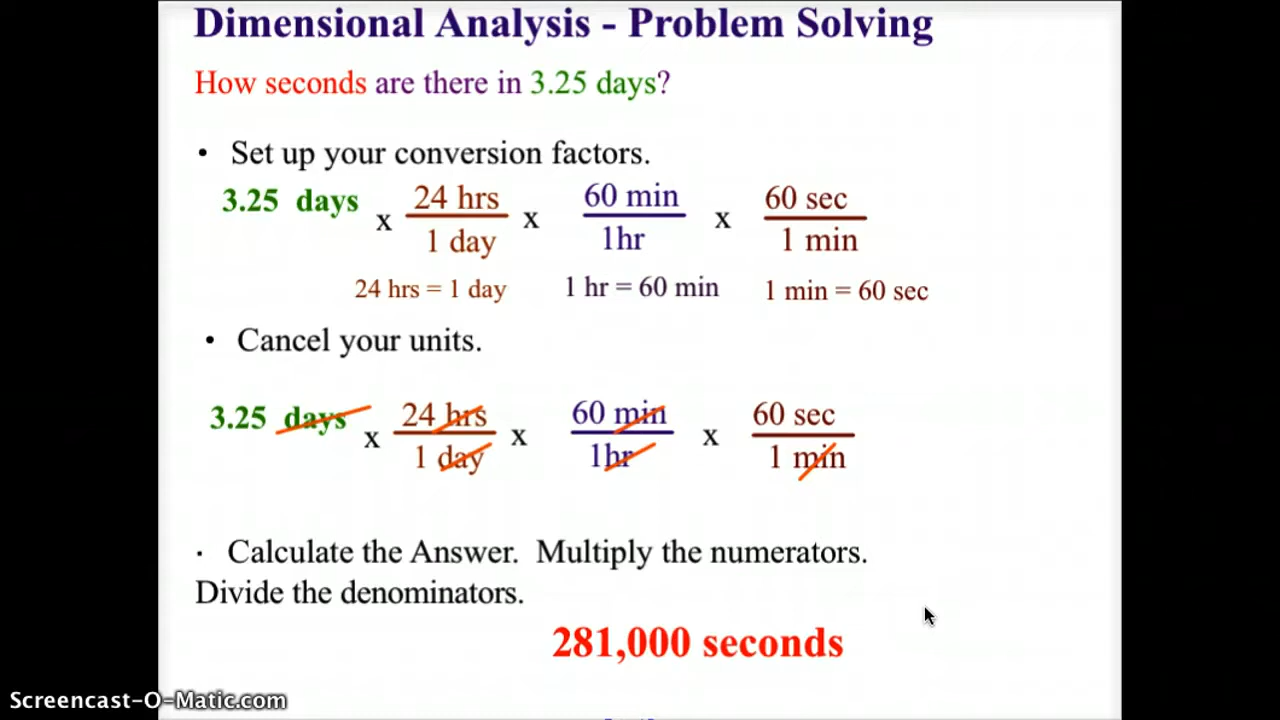 Dimensional Analysis - Problem Solving
How seconds are there in 3.25 days?
• Set up your conversion factors.
3.25 days x 24 hrs x 60 min x 60 sec
1 day 1hr 1 min
24 hrs = 1 day 1 hr = 60 min 1 min = 60 sec
• Cancel your units.
3.25 days x 24 hrs x 60 min x 60 sec
1 day 1hr 1 min
· Calculate the Answer. Multiply the numerators.
Divide the denominators.
281,000 seconds
Screencast-O-Matic.com